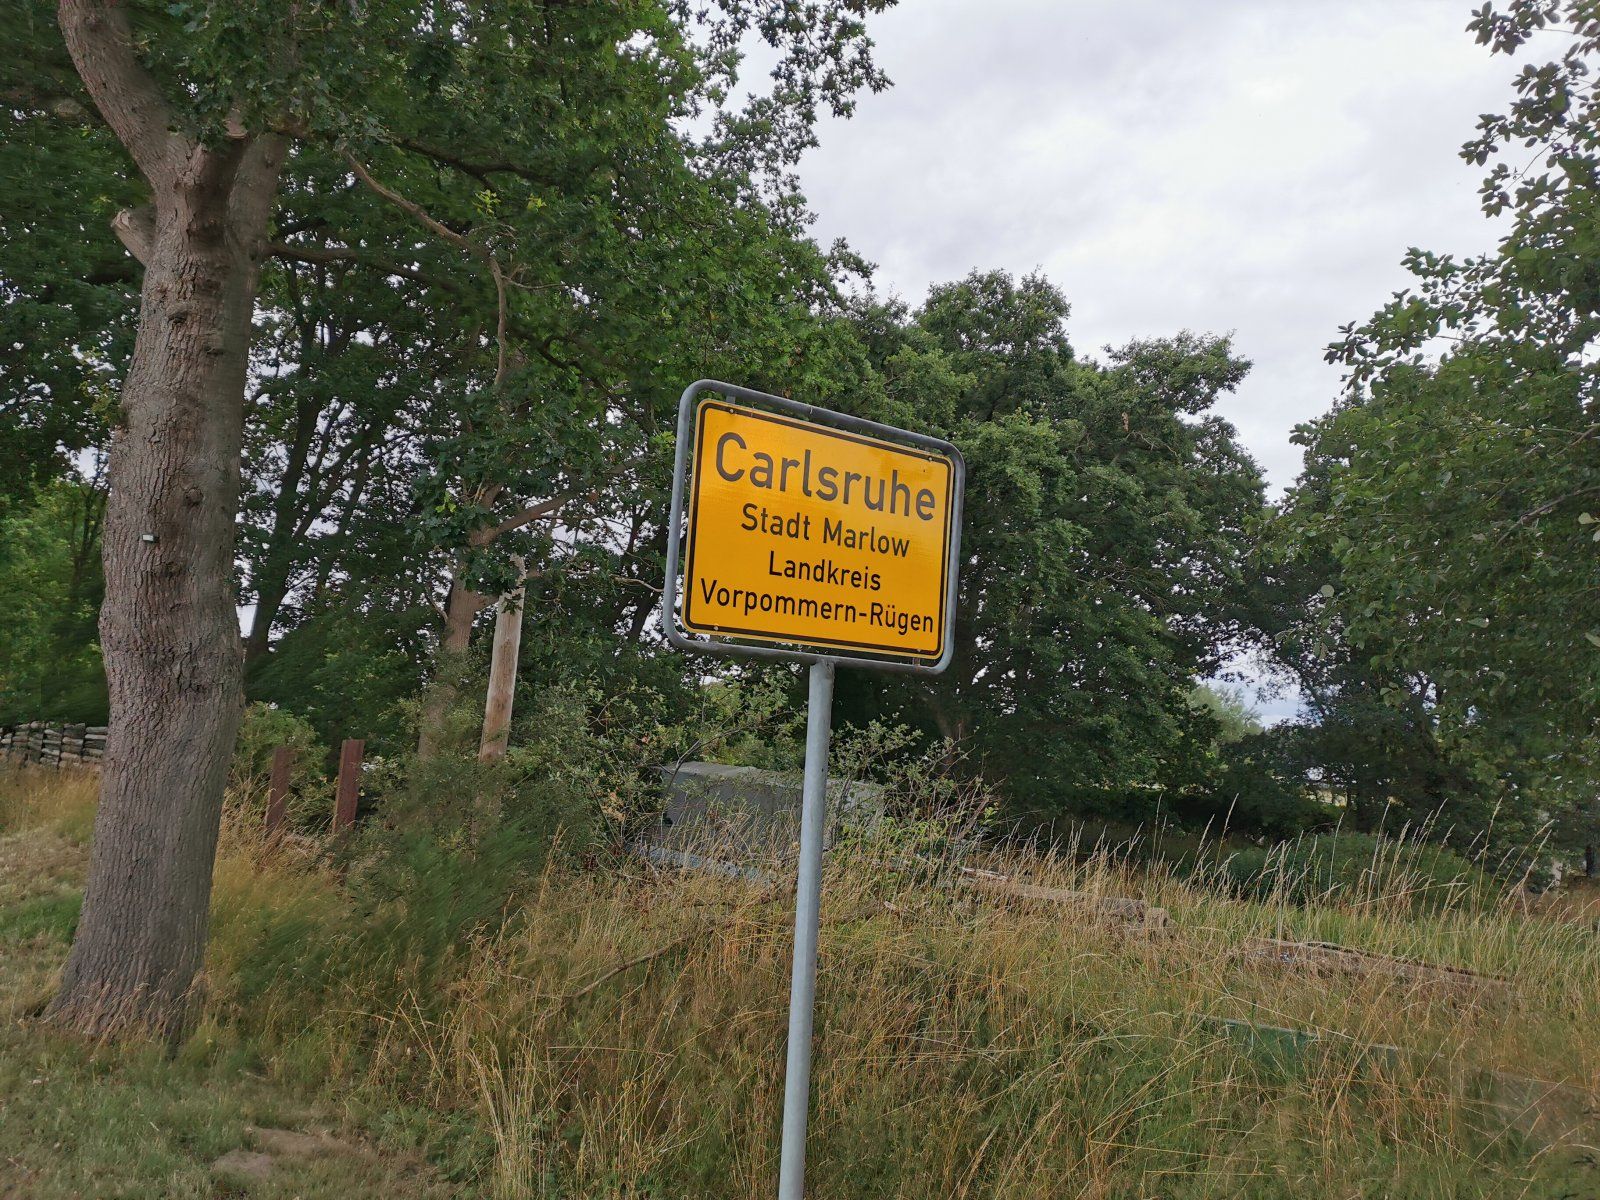 Carlsruhe
Stadt Marlow
Landkreis
Vorpommern-Rügen